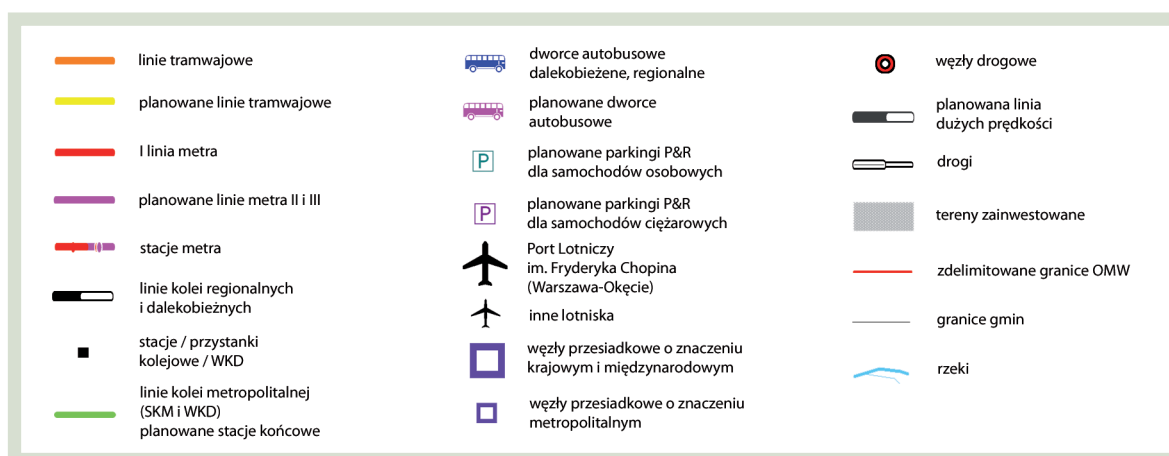 linie tramwajowe
planowane linie tramwajowe
I linia metra
planowane linie metra II i III
stacje metra
linie kolei regionalnych
i dalekobieżnych
stacje / przystanki
kolejowe / WKD
linie kolei metropolitalnej
(SKM i WKD)
planowane stacje końcowe
dworce autobusowe
dalekobieżene, regionalne
planowane dworce
autobusowe
P
planowane parkingi P&R
dla samochodów osobowych
P
planowane parkingi P&R
dla samochodów ciężarowych
Port Lotniczy
im. Fryderyka Chopina
(Warszawa-Okęcie)
inne lotniska
węzły przesiadkowe o znaczeniu
krajowym i międzynarodowym
węzły przesiadkowe o znaczeniu
metropolitalnym
węzły drogowe
planowana linia
dużych prędkości
drogi
tereny zainwestowane
zdelimitowane granice OMW
granice gmin
rzeki